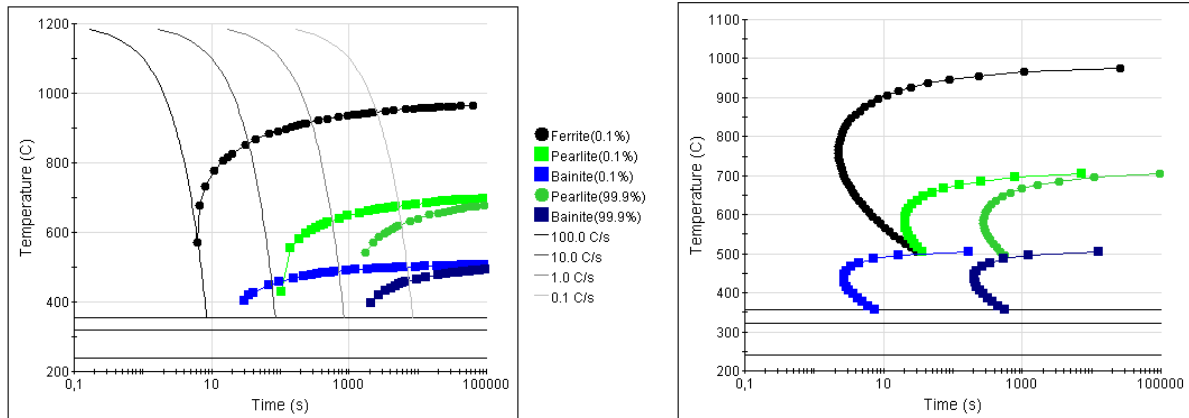 1200
1000
800
600
400
200
Temperature (C)
0,1
10
1000
100000
Time (s)
Ferrite(0.1%)
Pearlite(0.1%)
Bainite(0.1%)
Pearlite(99.9%)
Bainite(99.9%)
100.0 C/s
10.0 C/s
1.0 C/s
0.1 C/s
1100
1000
900
800
700
600
500
400
300
200
Temperature (C)
0,1
10
1000
100000
Time (s)